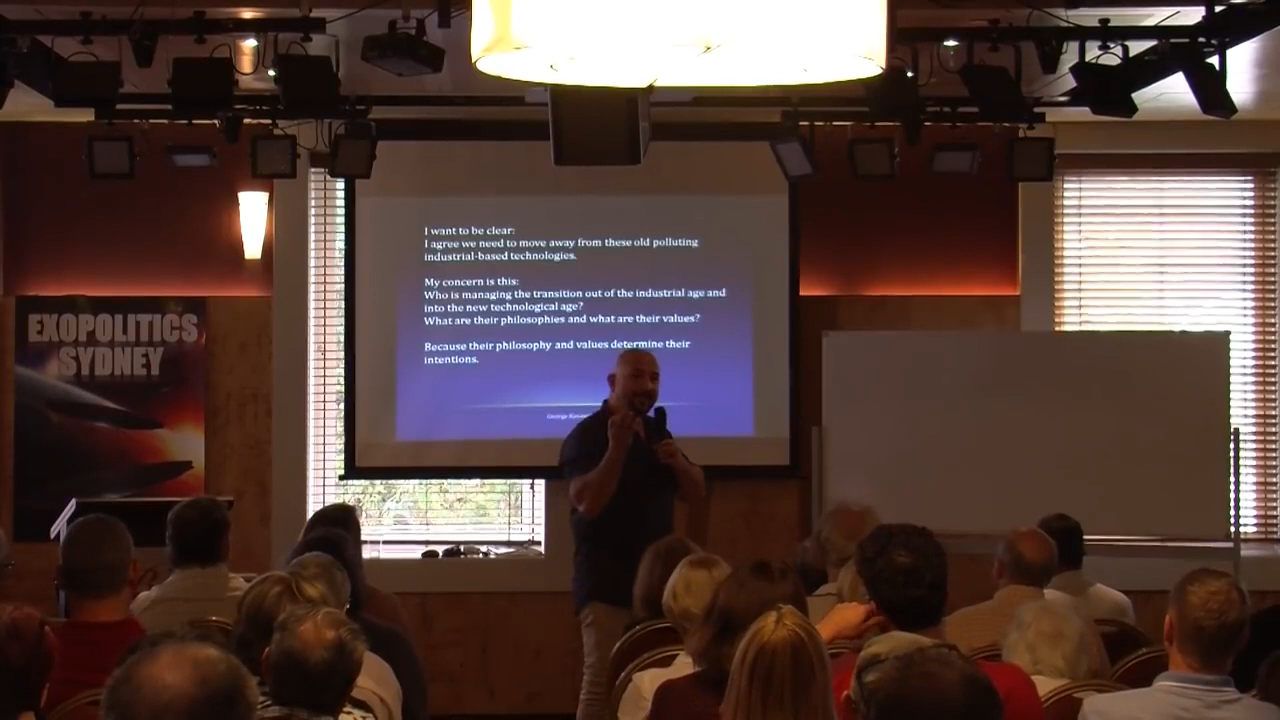 EXOPOLITICS
SYDNEY
I want to be clear:
I agree we need to move away from these old polluting
industrial-based technologies.
My concern is this:
Who is managing the transition out of the industrial age and
into the new technological age?
What are their philosophies and what are their values?
Because their philosophy and values determine their
intentions.
George